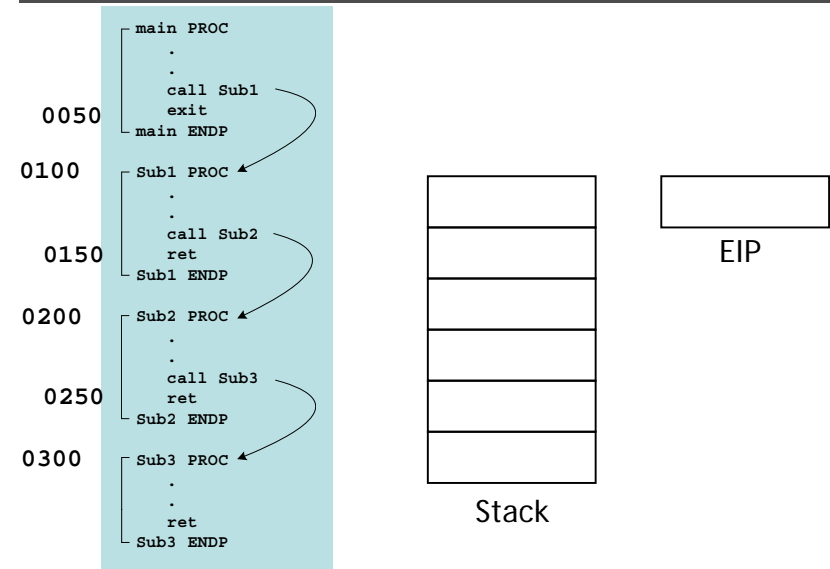 main PROC
.
.
call Sub1
0050 exit
main ENDP
0100 Sub1 PROC
.
.
call Sub2
0150 ret
Sub1 ENDP
0200 Sub2 PROC
.
.
call Sub3
0250 ret
Sub2 ENDP
0300 Sub3 PROC
.
.
ret
Sub3 ENDP
Stack
EIP